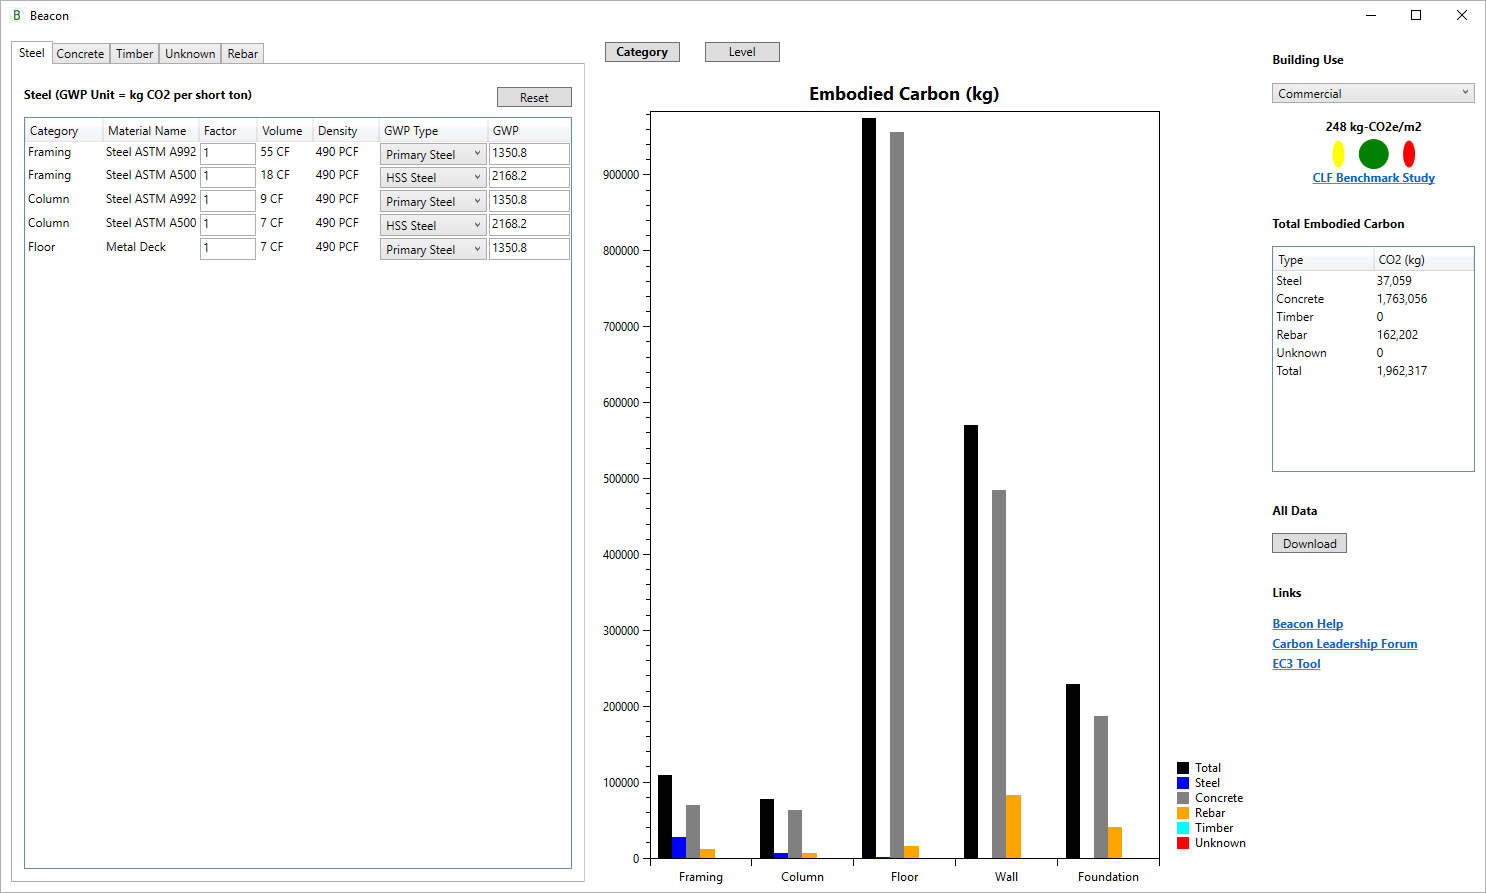 B Beacon
Steel Concrete Timber Unknown Rebar
Steel (GWP Unit = kg CO2 per short ton)
Reset
Category Material Name Factor Volume Density GWP Type GWP
Framing Steel ASTM A992 1 55 CF 490 PCF Primary Steel 1350.8
Framing Steel ASTM A500 1 18 CF 490 PCF HSS Steel 2168.2
Column Steel ASTM A992 1 9 CF 490 PCF Primary Steel 1350.8
Column Steel ASTM A500 1 7 CF 490 PCF HSS Steel 2168.2
Floor Metal Deck 1 7 CF 490 PCF Primary Steel 1350.8
Category Level
Embodied Carbon (kg)
900000
800000
700000
600000
500000
400000
300000
200000
100000
0
Framing Column Floor Wall Foundation
Total
Steel
Concrete
Rebar
Timber
Unknown
Building Use
Commercial
248 kg-CO2e/m2
CLF Benchmark Study
Total Embodied Carbon
Type CO2 (kg)
Steel 37,059
Concrete 1,763,056
Timber 0
Rebar 162,202
Unknown 0
Total 1,962,317
All Data
Download
Links
Beacon Help
Carbon Leadership Forum
EC3 Tool